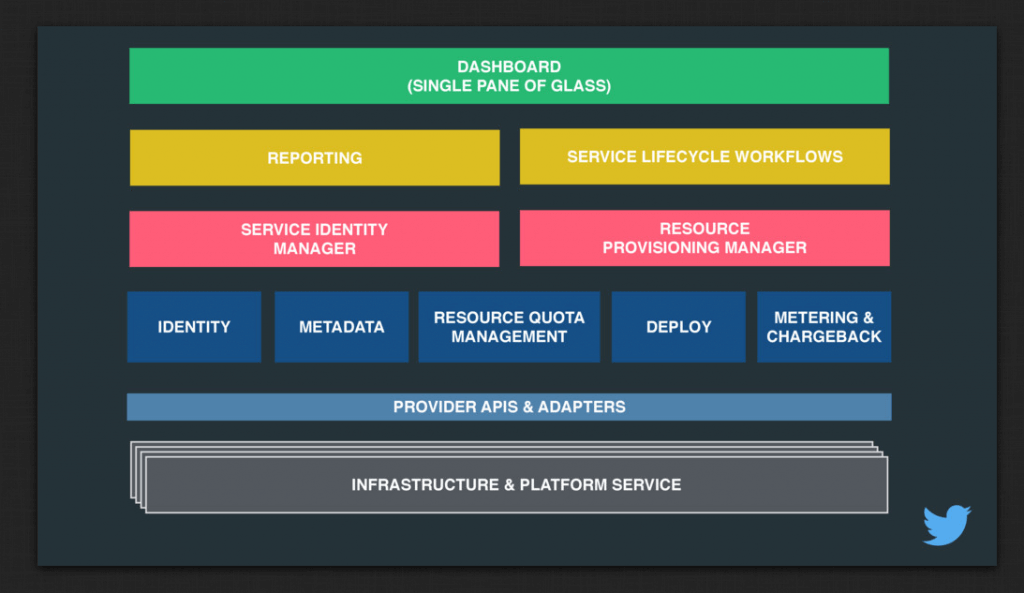 DASHBOARD
(SINGLE PANE OF GLASS)
REPORTING
SERVICE LIFECYCLE WORKFLOWS
SERVICE IDENTITY
MANAGER
RESOURCE
PROVISIONING MANAGER
IDENTITY
METADATA
RESOURCE QUOTA
MANAGEMENT
DEPLOY
METERING &
CHARGEBACK
PROVIDER APIS & ADAPTERS
INFRASTRUCTURE & PLATFORM SERVICE